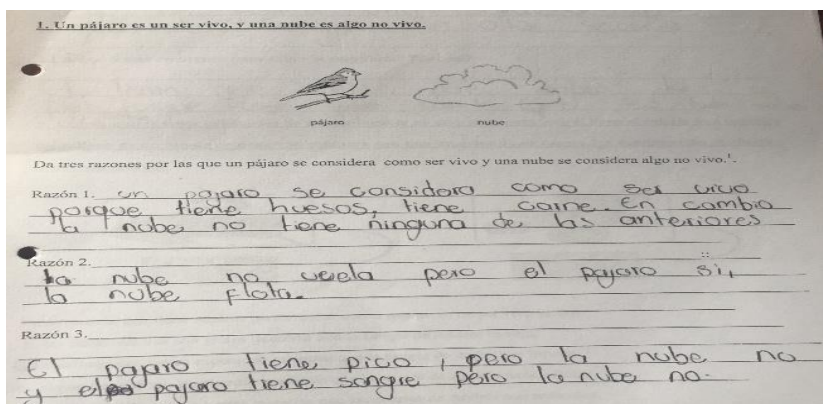 1. Un pájaro es un ser vivo, y una nube es algo no vivo.
pájaro nube
Da tres razones por las que un pájaro se considera como ser vivo y una nube se considera algo no vivo.'.
Razón 1. un pajaro se considera como ser vivo
porque tiene huesos, tiene carne. En cambio
la nube no tiene ninguna de las anteriores
Razón 2.
la nube no vuela pero el pajaro si,
la nube flota.
Razón 3.
El pajaro tiene pico, pero la nube no
y el pajaro tiene sangre pero la nube no.